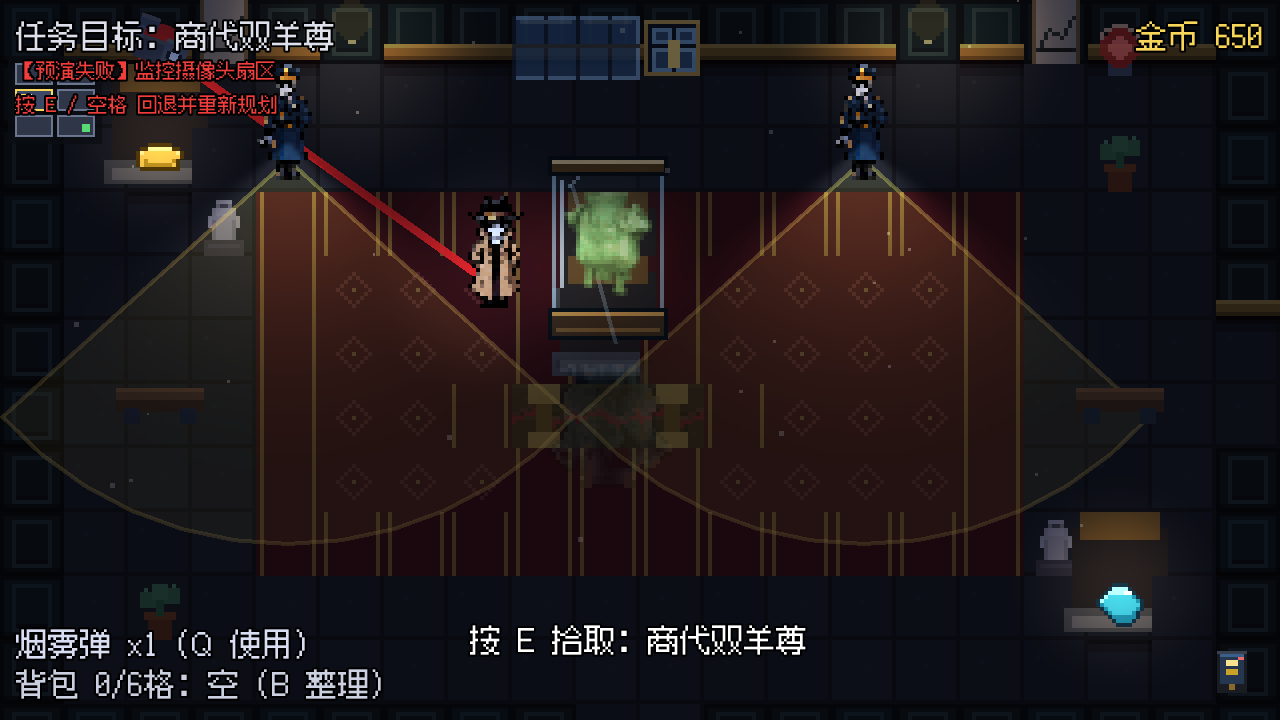 任务目标：商代双羊尊
金币 650
【预演失败】监控摄像头扇区
按 E / 空格 回退并重新规划
按 E 拾取：商代双羊尊
烟雾弹 x1 (Q 使用)
背包 0/6格：空 (B 整理)